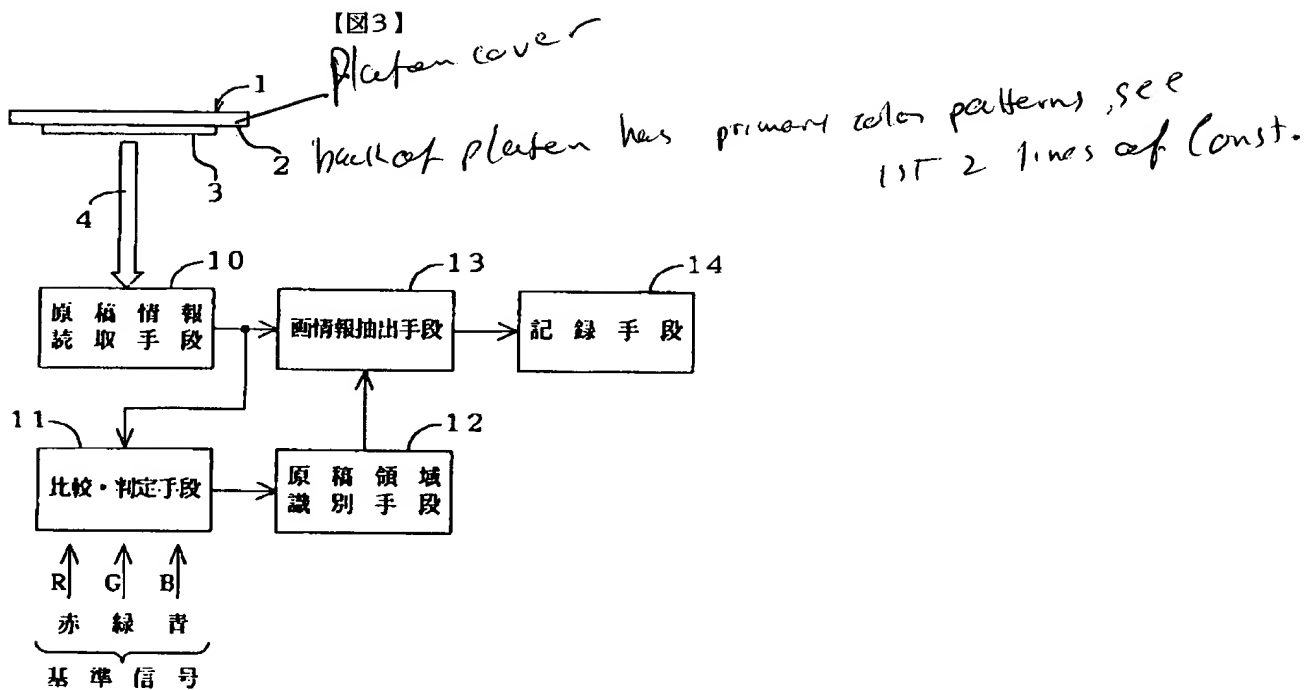 【図3】
Platen cover
1
2 back of platen has primary color patterns, see
1ST 2 lines of Const.
3
4
10
13
14
原稿情報
読取手段
画情報抽出手段
記録手段
11
12
比較・判定手段
原稿領域
識別手段
R G B
赤 緑 青
基準信号